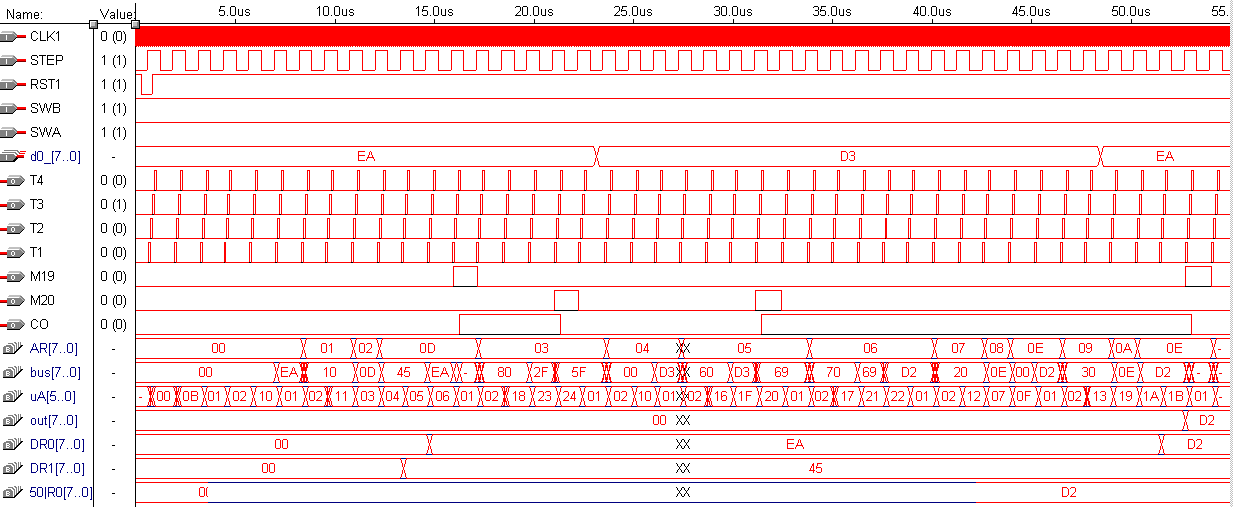 Name: Value: 5.0us 10.0us 15.0us 20.0us 25.0us 30.0us 35.0us 40.0us 45.0us 50.0us 55.
CLK1 0 (0)
STEP 1 (1)
RST1 1 (1)
SWB 1 (1)
SWA 1 (1)
d0_[7..0] - EA D3 EA
T4 0 (0)
T3 0 (1)
T2 0 (0)
T1 0 (0)
M19 0 (0)
M20 0 (0)
CO 0 (0)
AR[7..0] - 00 01 02 0D 03 04 XX 05 06 07 08 0E 09 0A 0E -
bus[7..0] - 00 EA 10 0D 45 EA - 80 2F 5F 00 D3 XX 60 D3 69 70 69 D2 20 0E 00 D2 30 0E D2 - -
uA[5..0] - - 00 0B 01 02 10 01 02 11 03 04 05 06 01 02 18 23 24 01 02 10 01 02 16 1F 20 01 02 17 21 22 01 02 12 07 0F 01 02 13 19 1A 1B 01 -
out[7..0] - 00 XX D2
DR0[7..0] - 00 XX EA D2
DR1[7..0] - 00 XX 45
50|R0[7..0] - XX D2